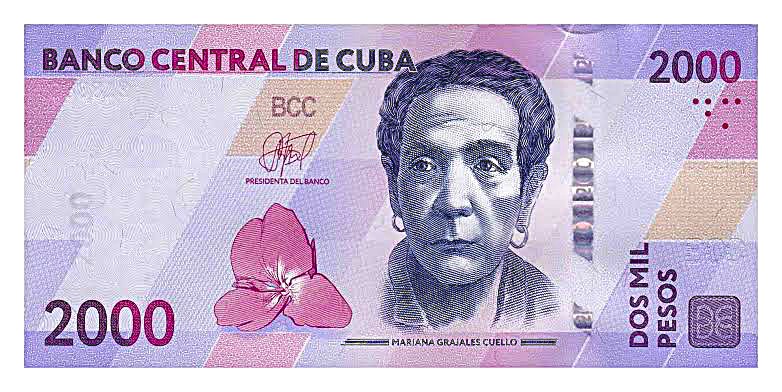 BANCO CENTRAL DE CUBA
2000
BCC
PRESIDENTA DEL BANCO
2000
MARIANA GRAJALES CUELLO
DOS MIL
PESOS